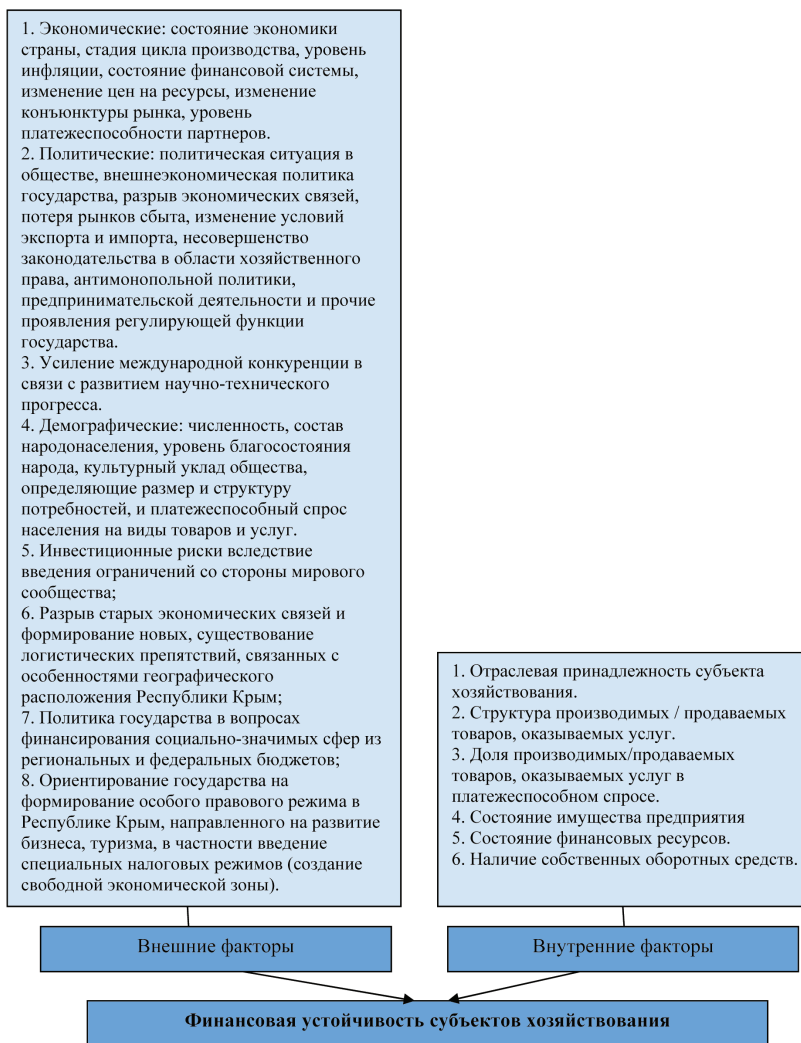 1. Экономические: состояние экономики
страны, стадия цикла производства, уровень
инфляции, состояние финансовой системы,
изменение цен на ресурсы, изменение
конъюнктуры рынка, уровень
платежеспособности партнеров.
2. Политические: политическая ситуация в
обществе, внешнеэкономическая политика
государства, разрыв экономических связей,
потеря рынков сбыта, изменение условий
экспорта и импорта, несовершенство
законодательства в области хозяйственного
права, антимонопольной политики,
предпринимательской деятельности и прочие
проявления регулирующей функции
государства.
3. Усиление международной конкуренции в
связи с развитием научно-технического
прогресса.
4. Демографические: численность, состав
народонаселения, уровень благосостояния
народа, культурный уклад общества,
определяющие размер и структуру
потребностей, и платежеспособный спрос
населения на виды товаров и услуг.
5. Инвестиционные риски вследствие
введения ограничений со стороны мирового
сообщества;
6. Разрыв старых экономических связей и
формирование новых, существование
логистических препятствий, связанных с
особенностями географического
расположения Республики Крым;
7. Политика государства в вопросах
финансирования социально-значимых сфер из
региональных и федеральных бюджетов;
8. Ориентирование государства на
формирование особого правового режима в
Республике Крым, направленного на развитие
бизнеса, туризма, в частности введение
специальных налоговых режимов (создание
свободной экономической зоны).
1. Отраслевая принадлежность субъекта
хозяйствования.
2. Структура производимых / продаваемых
товаров, оказываемых услуг.
3. Доля производимых/продаваемых
товаров, оказываемых услуг в
платежеспособном спросе.
4. Состояние имущества предприятия
5. Состояние финансовых ресурсов.
6. Наличие собственных оборотных средств.
Внешние факторы
Внутренние факторы
Финансовая устойчивость субъектов хозяйствования